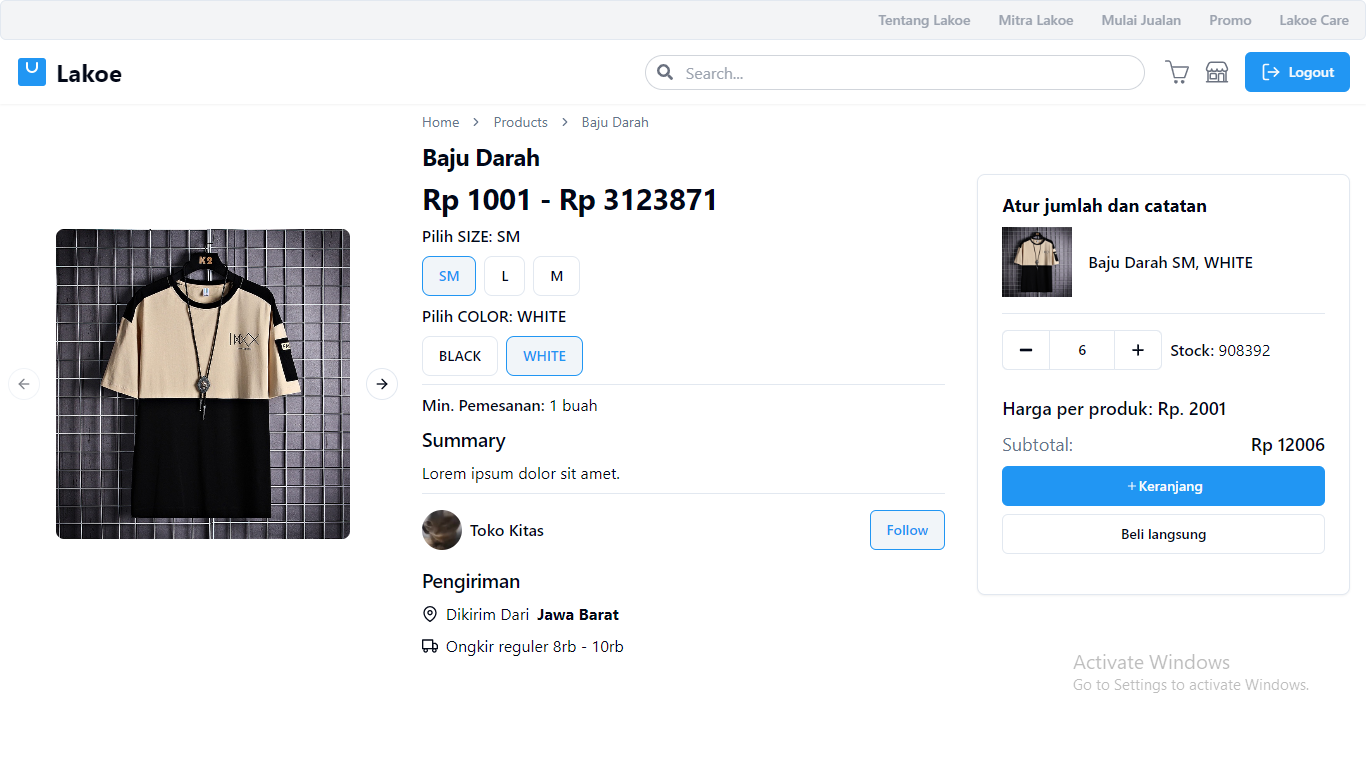 Tentang Lakoe Mitra Lakoe Mulai Jualan Promo Lakoe Care
Lakoe Search... Logout
Home > Products > Baju Darah
Baju Darah
Rp 1001 - Rp 3123871
Pilih SIZE: SM
SM L M
Pilih COLOR: WHITE
BLACK WHITE
Min. Pemesanan: 1 buah
Summary
Lorem ipsum dolor sit amet.
Toko Kitas Follow
Pengiriman
Dikirim Dari Jawa Barat
Ongkir reguler 8rb - 10rb
K2
Atur jumlah dan catatan
Baju Darah SM, WHITE
− 6 + Stock: 908392
Harga per produk: Rp. 2001
Subtotal: Rp 12006
+ Keranjang
Beli langsung
Activate Windows
Go to Settings to activate Windows.